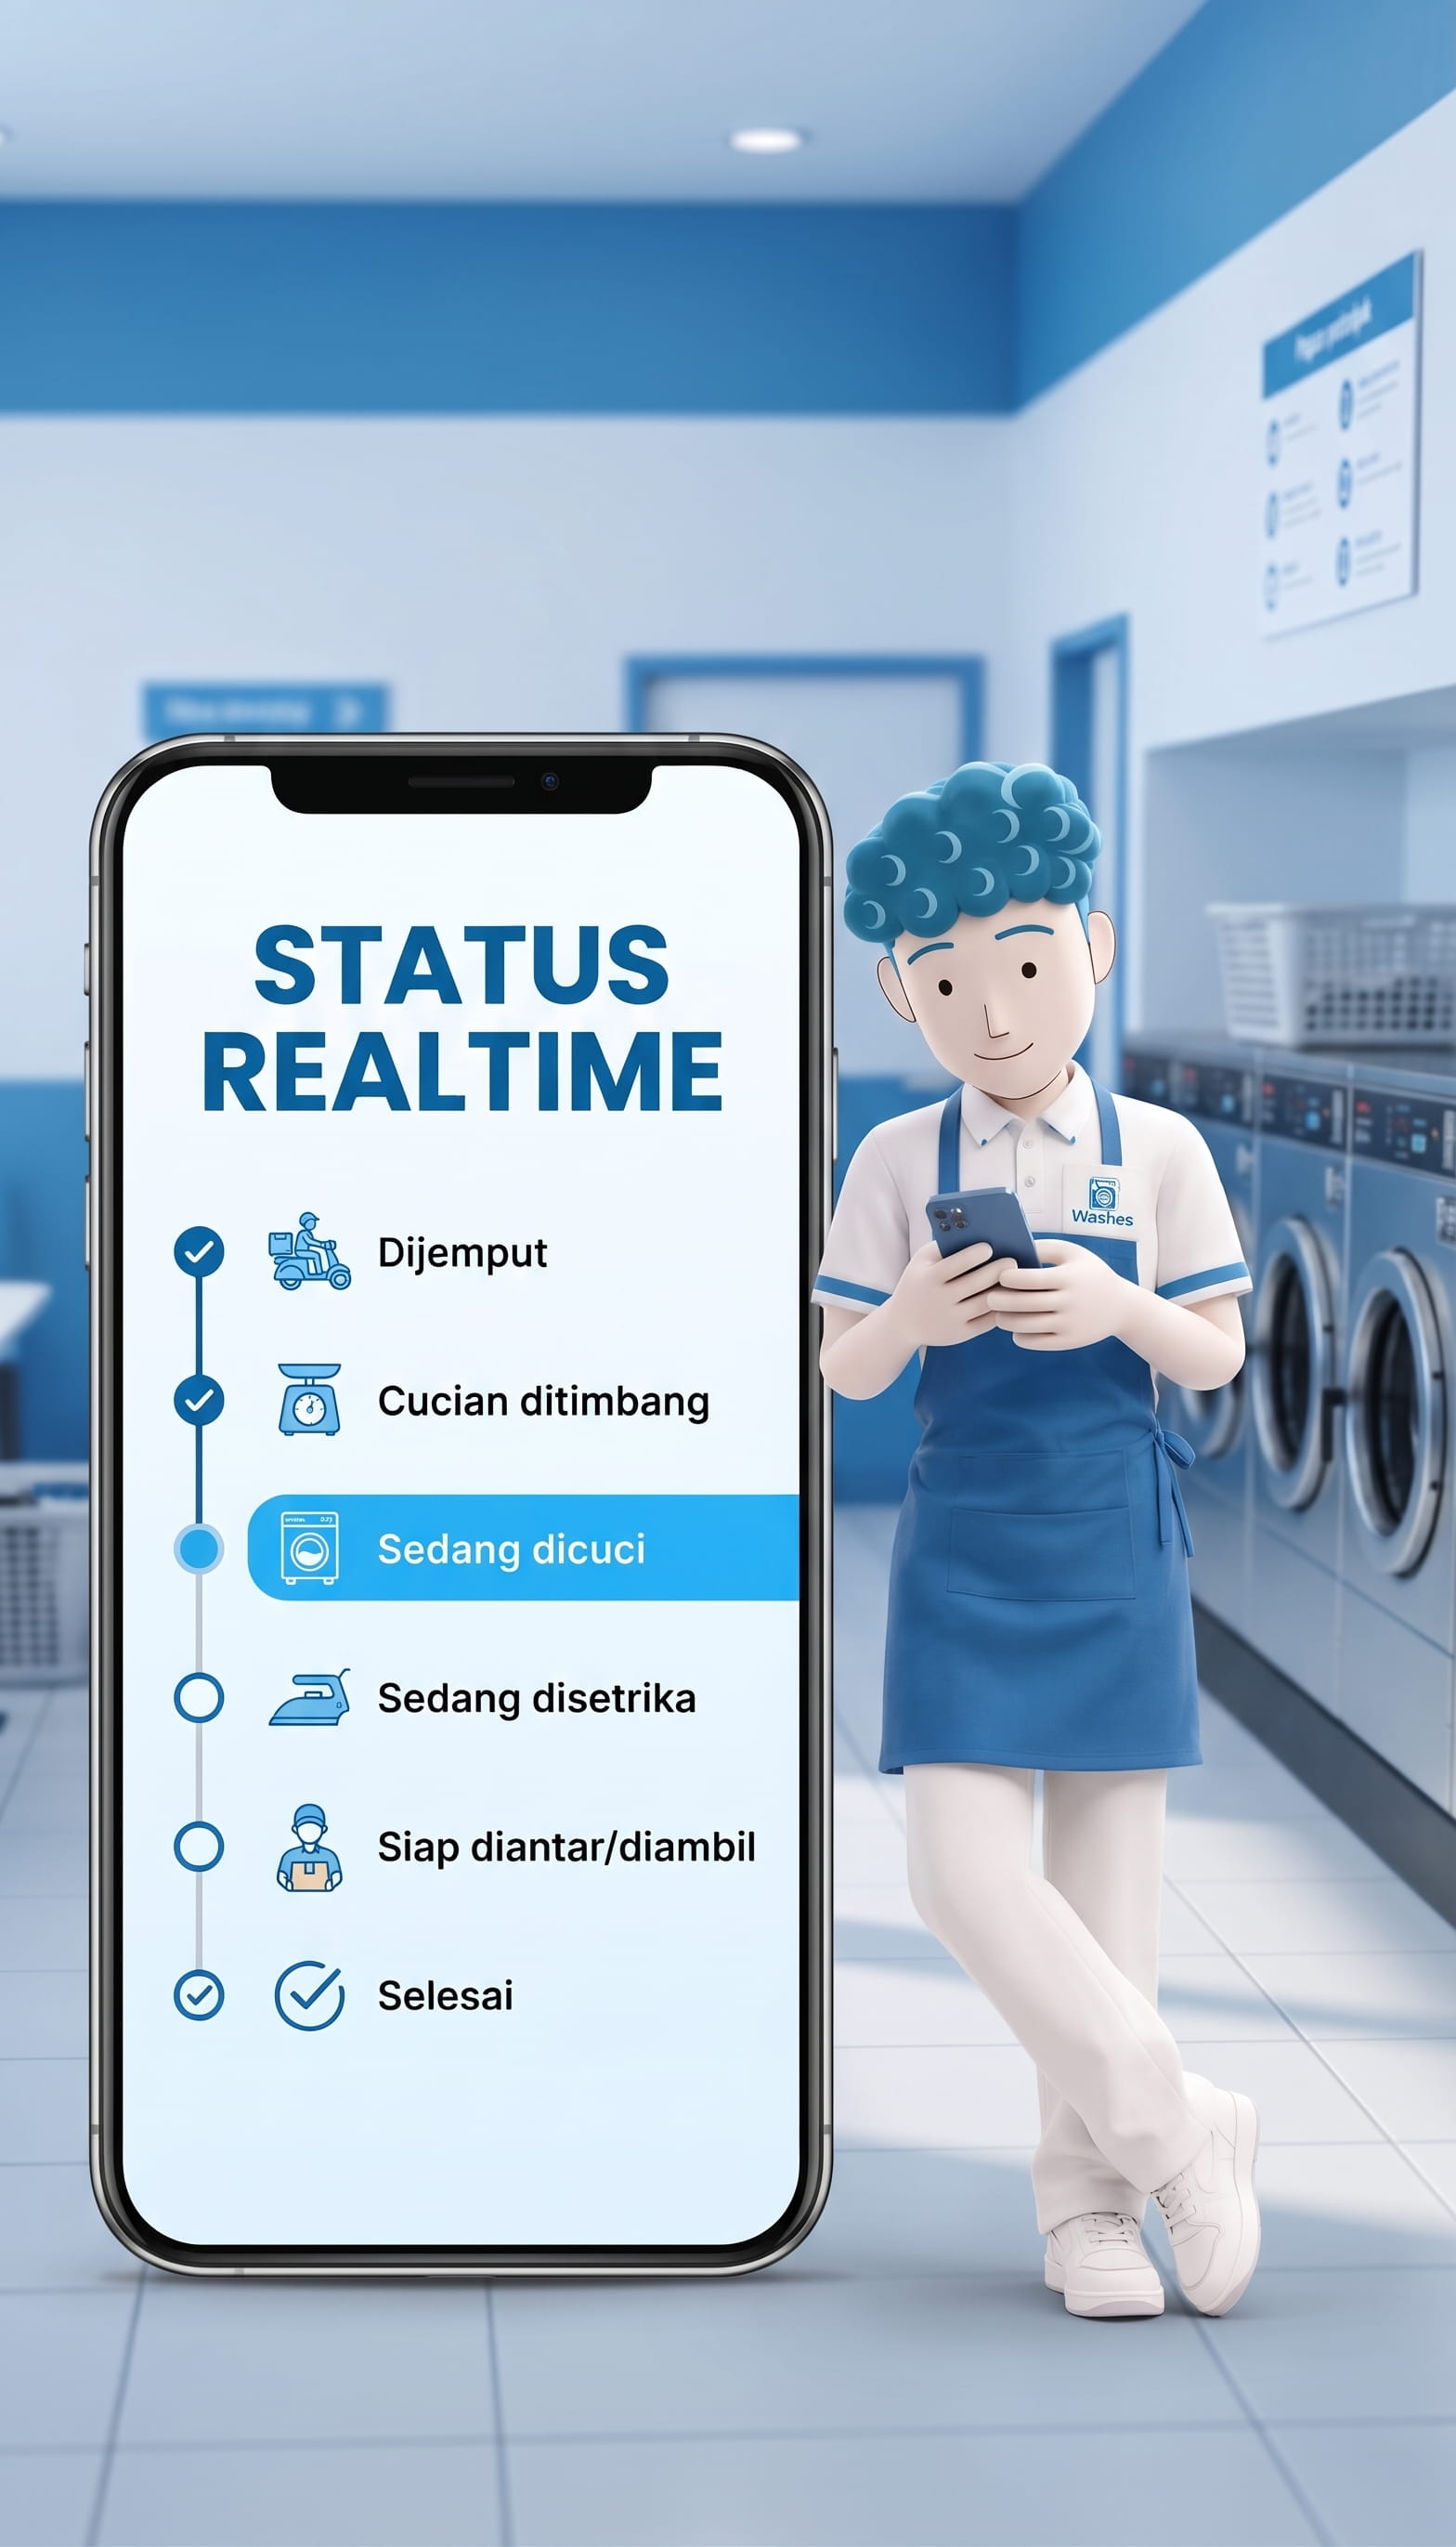 STATUS
REALTIME
Dijemput
Cucian ditimbang
Sedang dicuci
Sedang disetrika
Siap diantar/diambil
Selesai
Washes